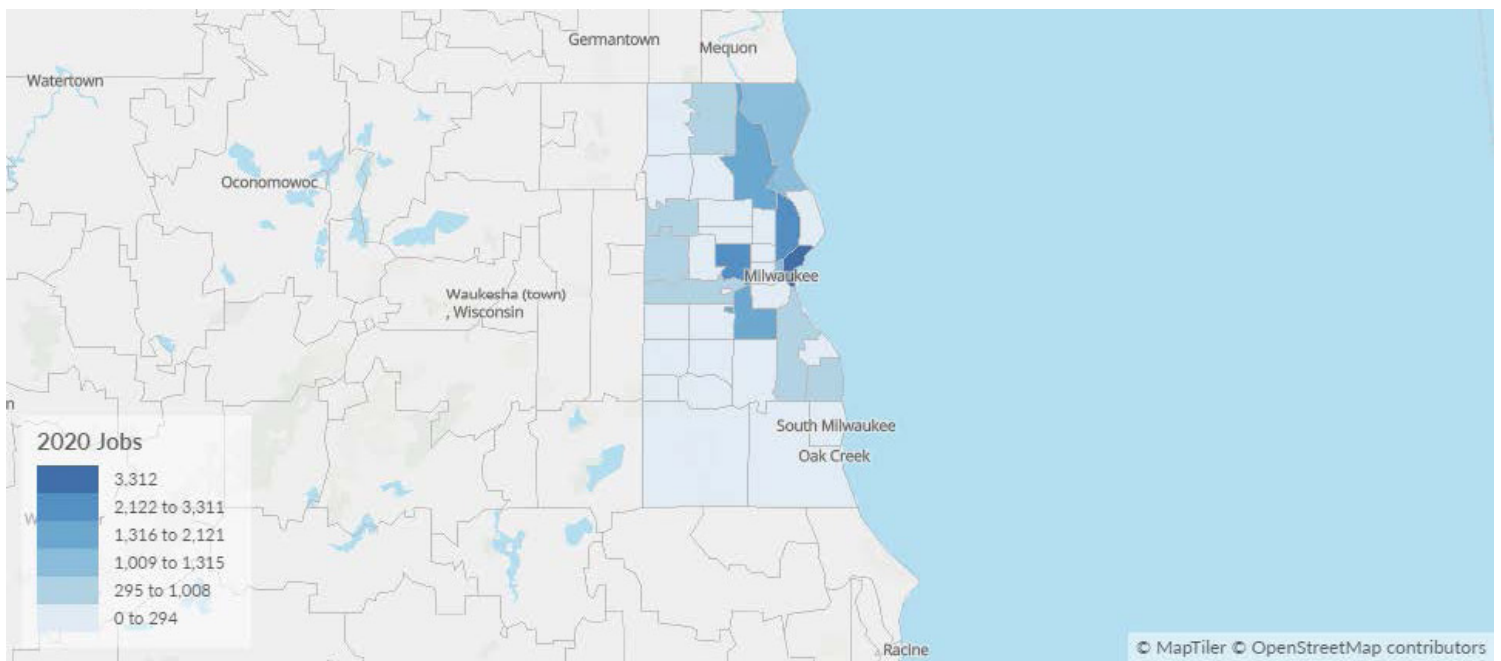 Germantown
Mequon
Watertown
Oconomowoc
Milwaukee
Waukesha (town)
, Wisconsin
South Milwaukee
Oak Creek
Racine
2020 Jobs
3,312
2,122 to 3,311
1,316 to 2,121
1,009 to 1,315
295 to 1,008
0 to 294
© MapTiler © OpenStreetMap contributors